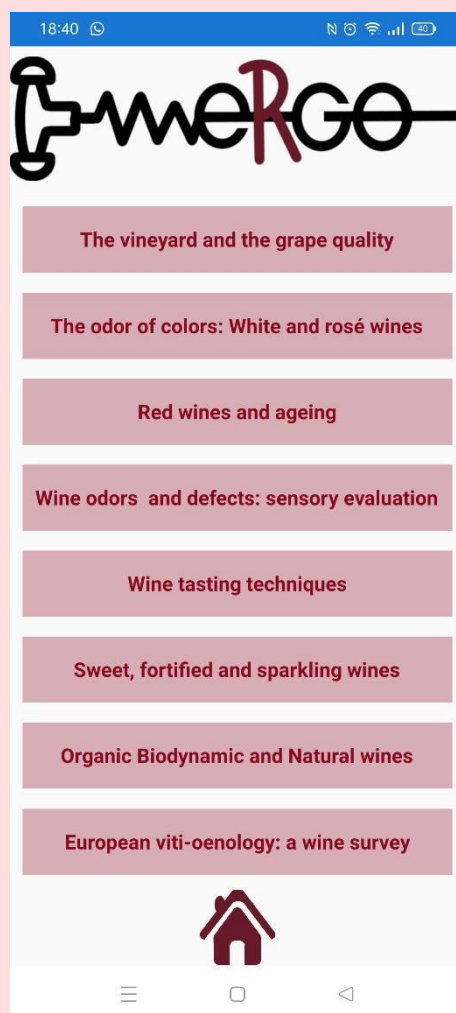 18:40
40
weRGO
The vineyard and the grape quality
The odor of colors: White and rosé wines
Red wines and ageing
Wine odors  and defects: sensory evaluation
Wine tasting techniques
Sweet, fortified and sparkling wines
Organic Biodynamic and Natural wines
European viti-oenology: a wine survey